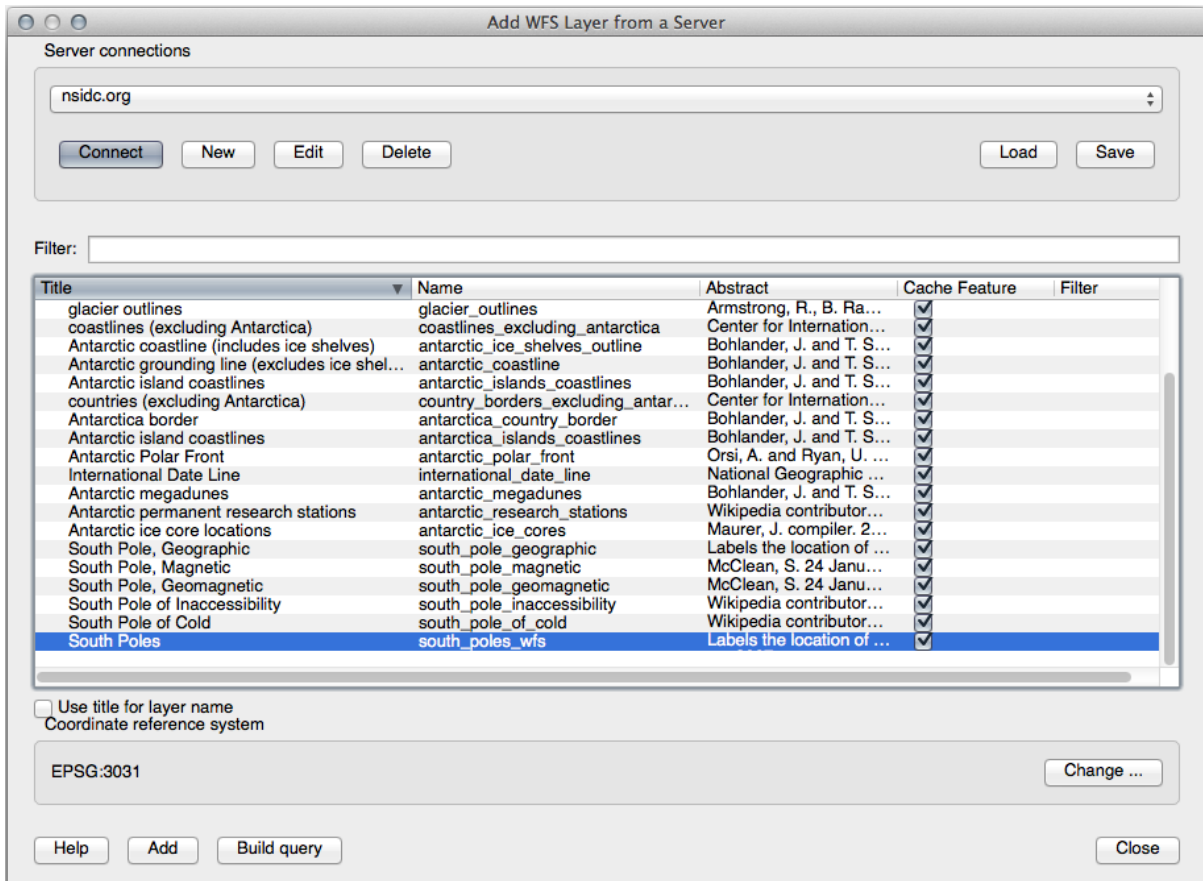 Add WFS Layer from a Server
Server connections
nsidc.org
Connect New Edit Delete Load Save
Filter:
Title Name Abstract Cache Feature Filter
glacier outlines glacier_outlines Armstrong, R., B. Ra...
coastlines (excluding Antarctica) coastlines_excluding_antarctica Center for Internation...
Antarctic coastline (includes ice shelves) antarctic_ice_shelves_outline Bohlander, J. and T. S...
Antarctic grounding line (excludes ice shel... antarctic_coastline Bohlander, J. and T. S...
Antarctic island coastlines antarctic_islands_coastlines Bohlander, J. and T. S...
countries (excluding Antarctica) country_borders_excluding_antar... Center for Internation...
Antarctica border antarctica_country_border Bohlander, J. and T. S...
Antarctic island coastlines antarctica_islands_coastlines Bohlander, J. and T. S...
Antarctic Polar Front antarctic_polar_front Orsi, A. and Ryan, U. ...
International Date Line international_date_line National Geographic ...
Antarctic megadunes antarctic_megadunes Bohlander, J. and T. S...
Antarctic permanent research stations antarctic_research_stations Wikipedia contributor...
Antarctic ice core locations antarctic_ice_cores Maurer, J. compiler. 2...
South Pole, Geographic south_pole_geographic Labels the location of ...
South Pole, Magnetic south_pole_magnetic McClean, S. 24 Janu...
South Pole, Geomagnetic south_pole_geomagnetic McClean, S. 24 Janu...
South Pole of Inaccessibility south_pole_inaccessibility Wikipedia contributor...
South Pole of Cold south_pole_of_cold Wikipedia contributor...
South Poles south_poles_wfs Labels the location of ...
Use title for layer name
Coordinate reference system
EPSG:3031 Change ...
Help Add Build query Close